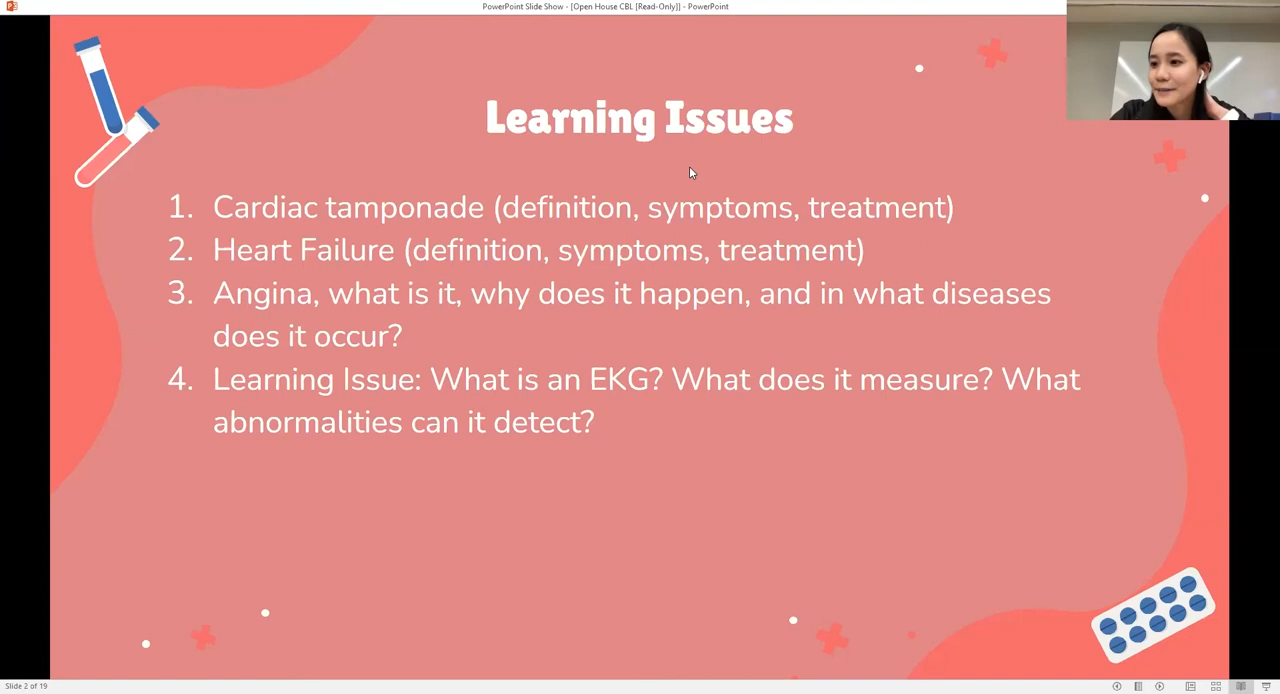 PowerPoint Slide Show - [Open House CBL [Read-Only]] - PowerPoint
Learning Issues
1. Cardiac tamponade (definition, symptoms, treatment)
2. Heart Failure (definition, symptoms, treatment)
3. Angina, what is it, why does it happen, and in what diseases
does it occur?
4. Learning Issue: What is an EKG? What does it measure? What
abnormalities can it detect?
Slide 2 of 19